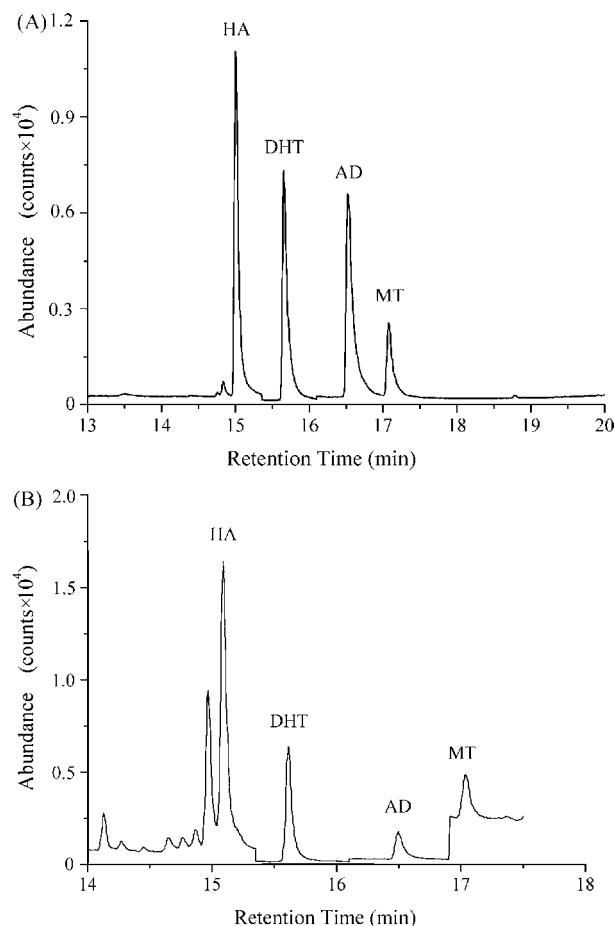 (A)
HA
DHT
AD
MT
Abundance (counts×10⁴)
1.2
0.9
0.6
0.3
0
13 14 15 16 17 18 19 20
Retention Time (min)
(B)
HA
DHT
AD
MT
Abundance (counts×10⁴)
2.0
1.5
1.0
0.5
0
14 15 16 17 18
Retention Time (min)